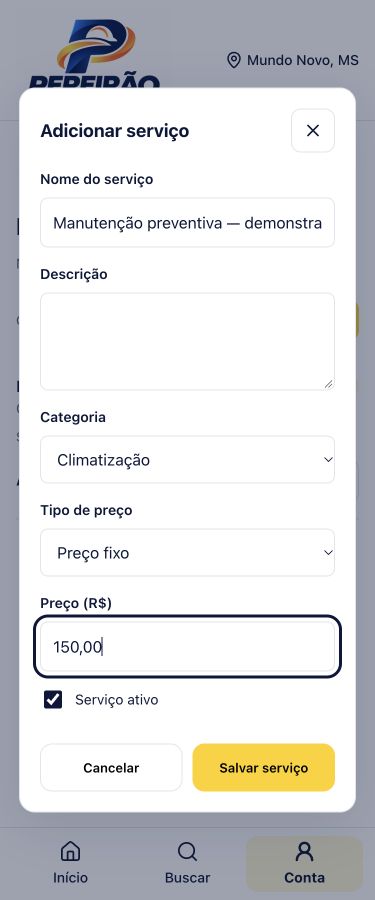 PEREIRÃO
Mundo Novo, MS
Adicionar serviço
Nome do serviço
Manutenção preventiva — demonstra
Descrição
Categoria
Climatização
Tipo de preço
Preço fixo
Preço (R$)
150,00
Serviço ativo
Cancelar
Salvar serviço
Início
Buscar
Conta